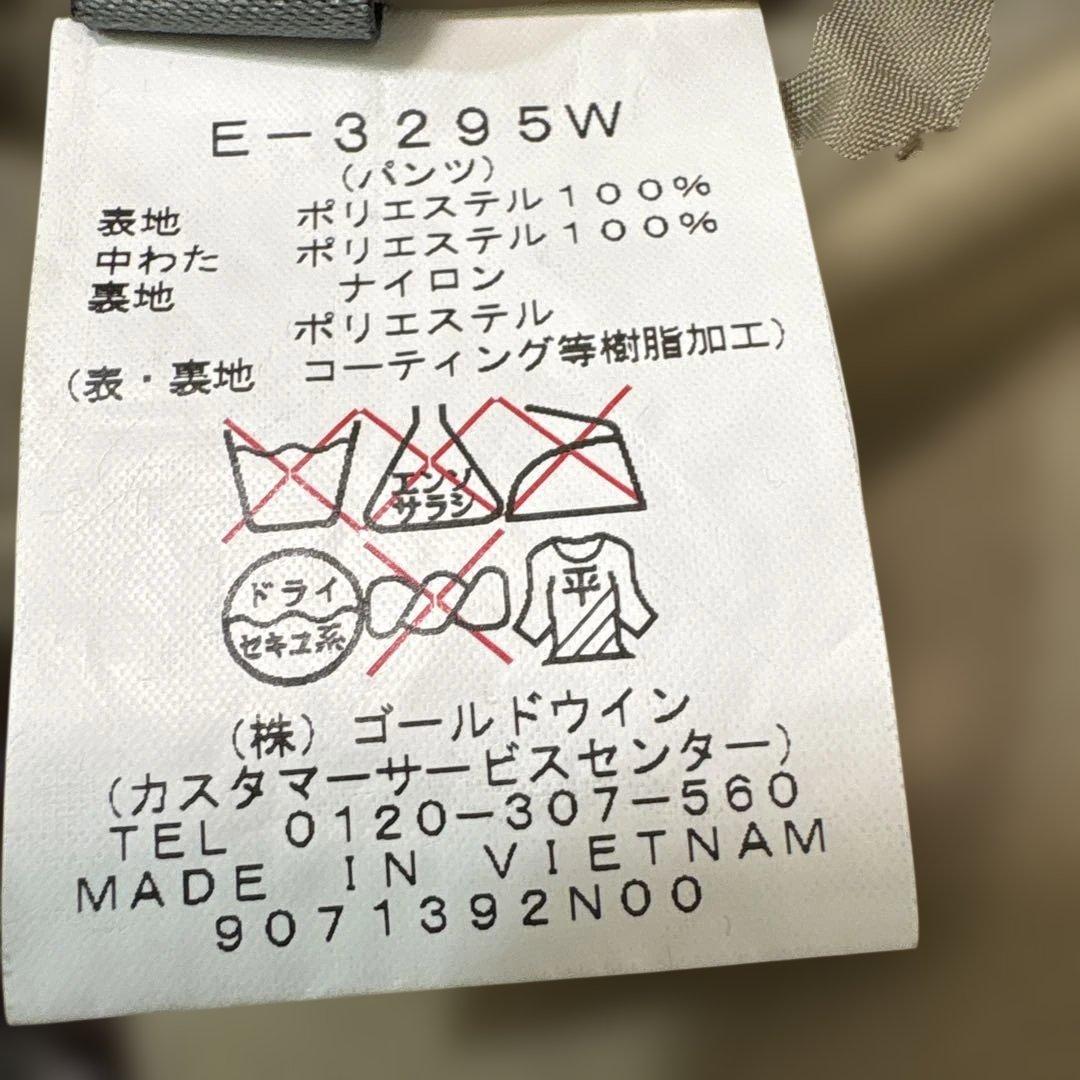 E-3295W
(パンツ)
表地 ポリエステル100%
中わた ポリエステル100%
裏地 ナイロン
ポリエステル
(表・裏地 コーティング等樹脂加工)
エンソ
サラシ
ドライ
セキユ系
平
(株) ゴールドウイン
(カスタマーサービスセンター)
TEL 0120-307-560
MADE IN VIETNAM
9071392N00